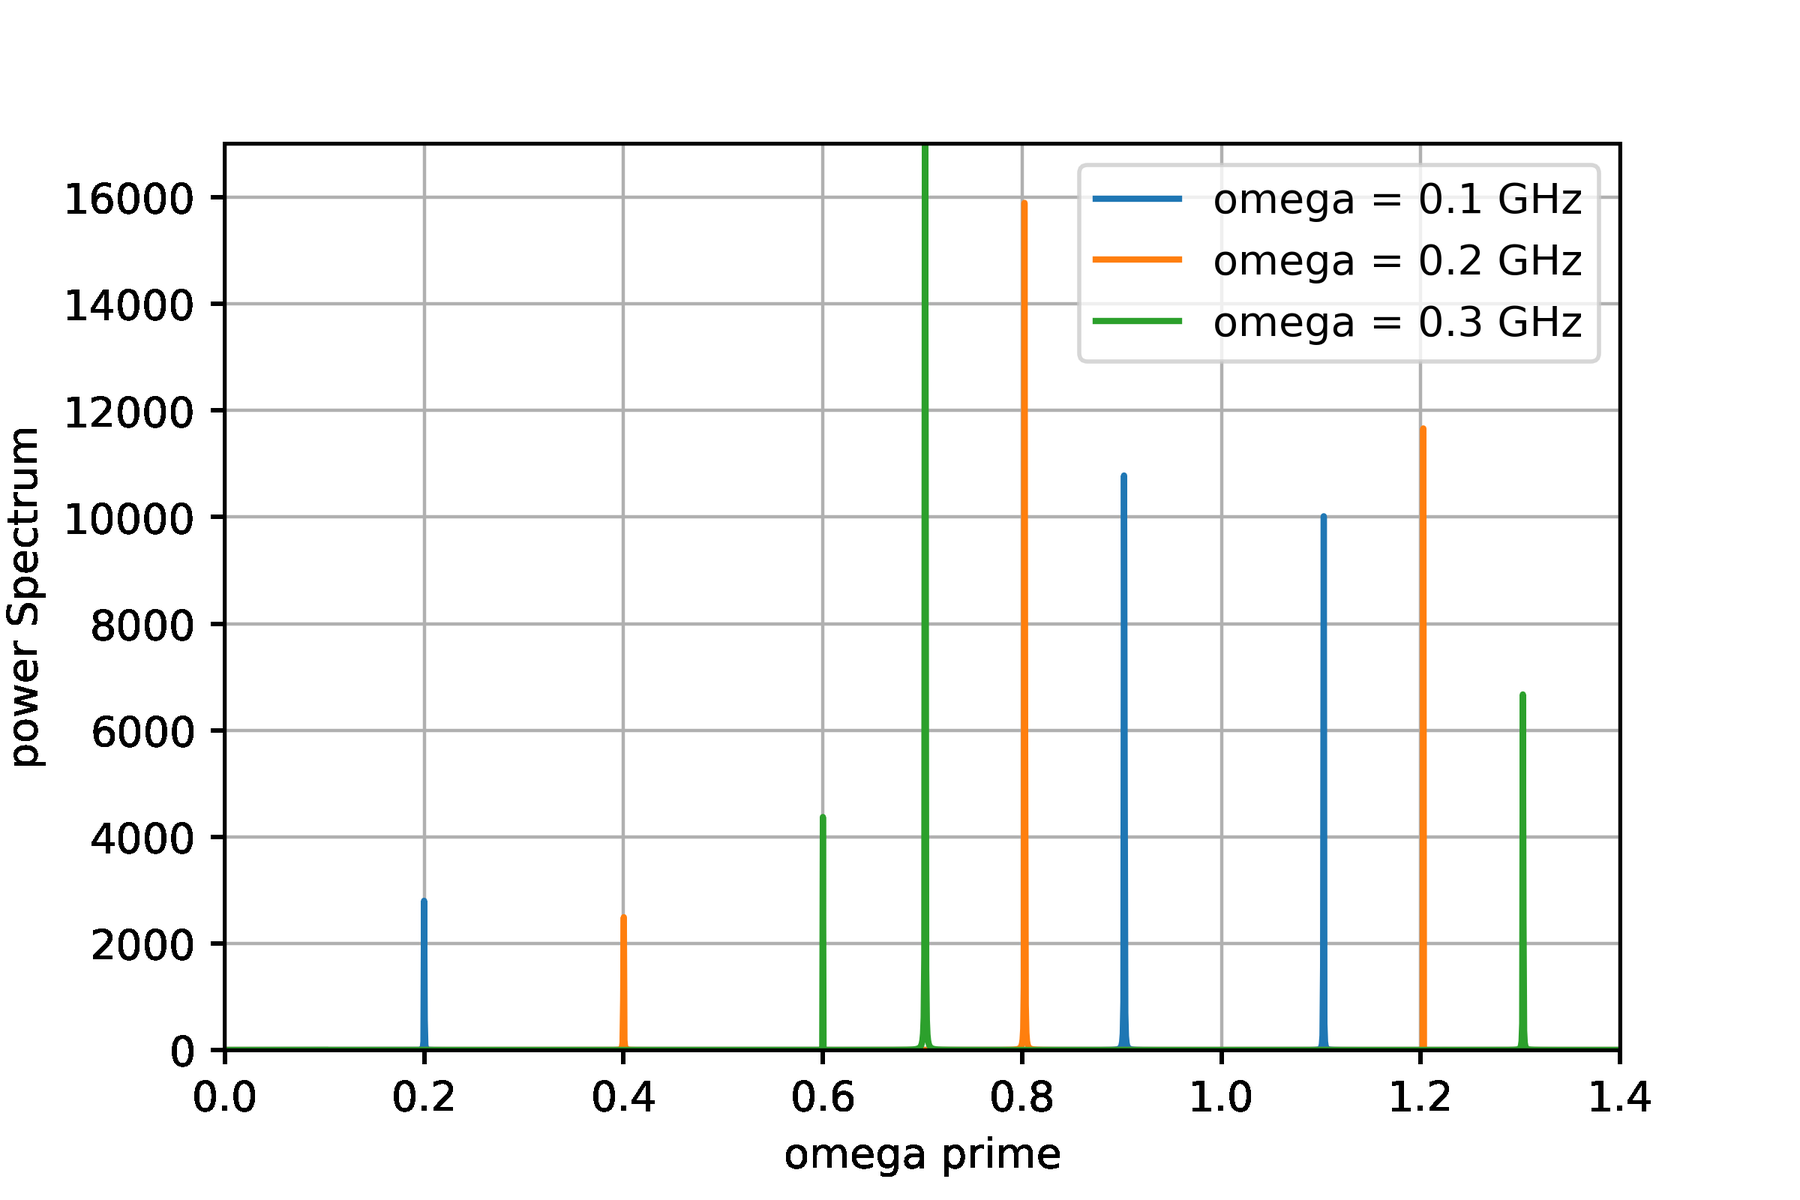 omega = 0.1 GHz
omega = 0.2 GHz
omega = 0.3 GHz
power Spectrum
16000
14000
12000
10000
8000
6000
4000
2000
0
0.0 0.2 0.4 0.6 0.8 1.0 1.2 1.4
omega prime